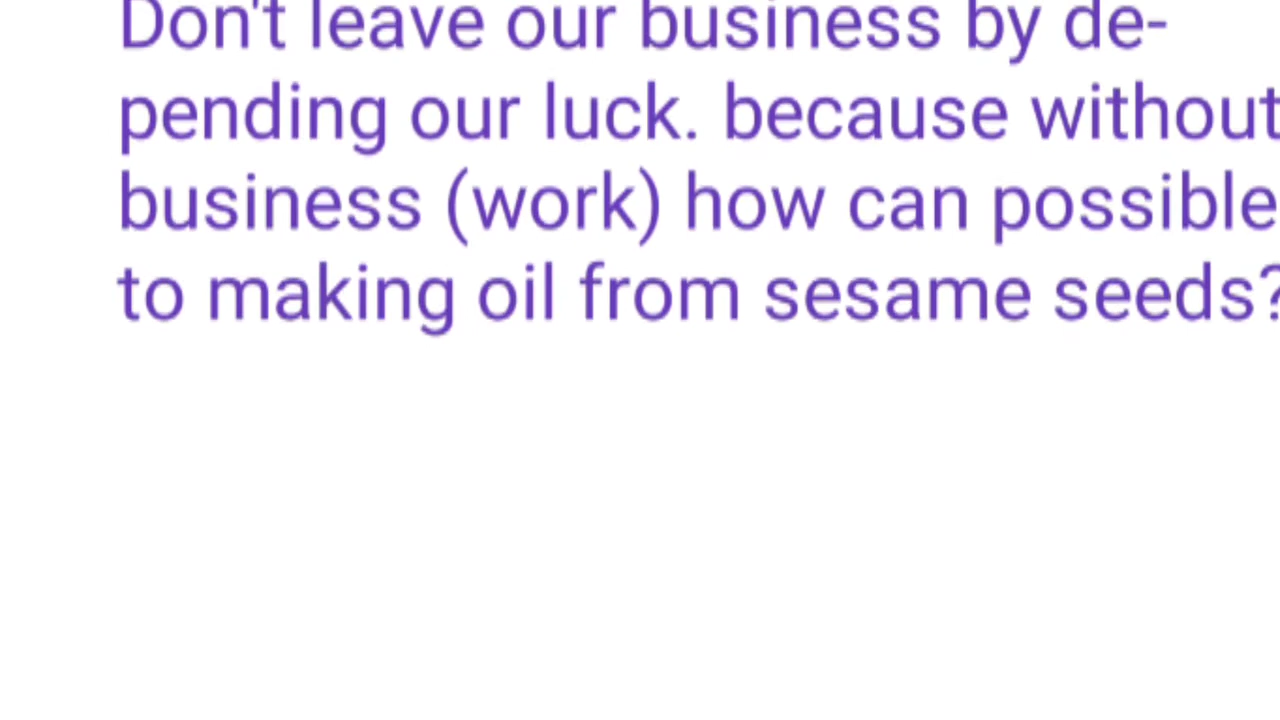 Don't leave our business by de-
pending our luck. because without
business (work) how can possible
to making oil from sesame seeds?